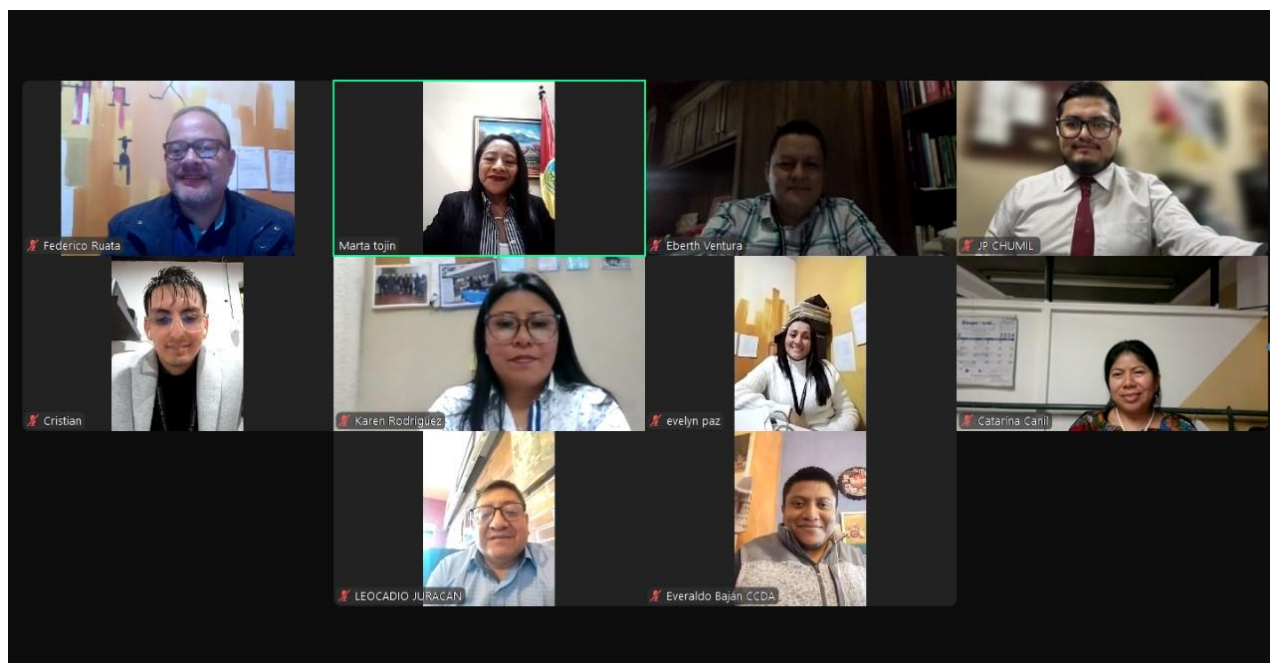 Federico Ruata
Marta tojin
Eberth Ventura
JP CHUMIL
Cristian
Karen Rodriguez
evelyn paz
Catarina Canil
LEOCADIO JURACÁN
Everaldo Baján CCDA